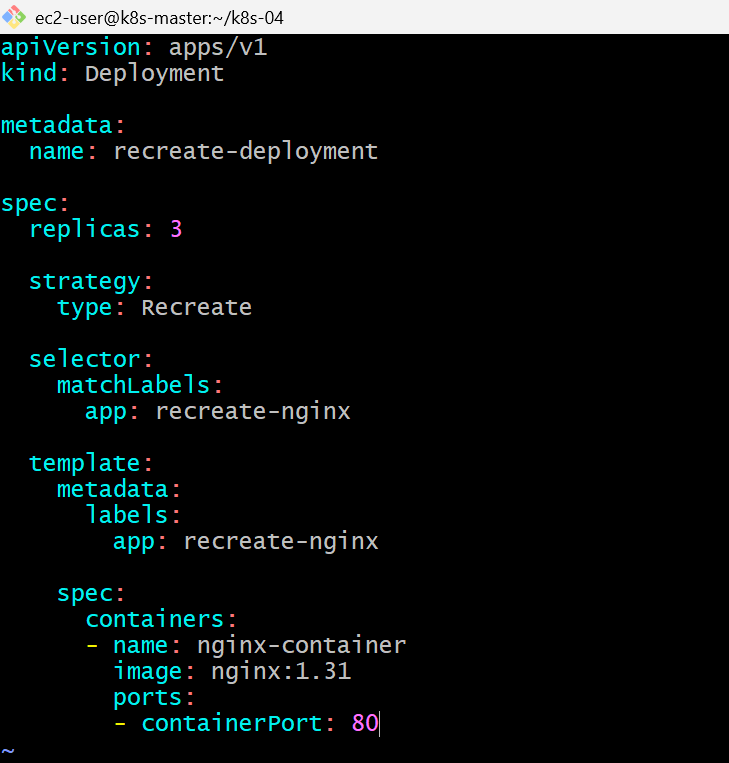 ec2-user@k8s-master:~/k8s-04
apiVersion: apps/v1
kind: Deployment
metadata:
  name: recreate-deployment
spec:
  replicas: 3
  strategy:
    type: Recreate
  selector:
    matchLabels:
      app: recreate-nginx
  template:
    metadata:
      labels:
        app: recreate-nginx
    spec:
      containers:
      - name: nginx-container
        image: nginx:1.31
        ports:
        - containerPort: 80
~